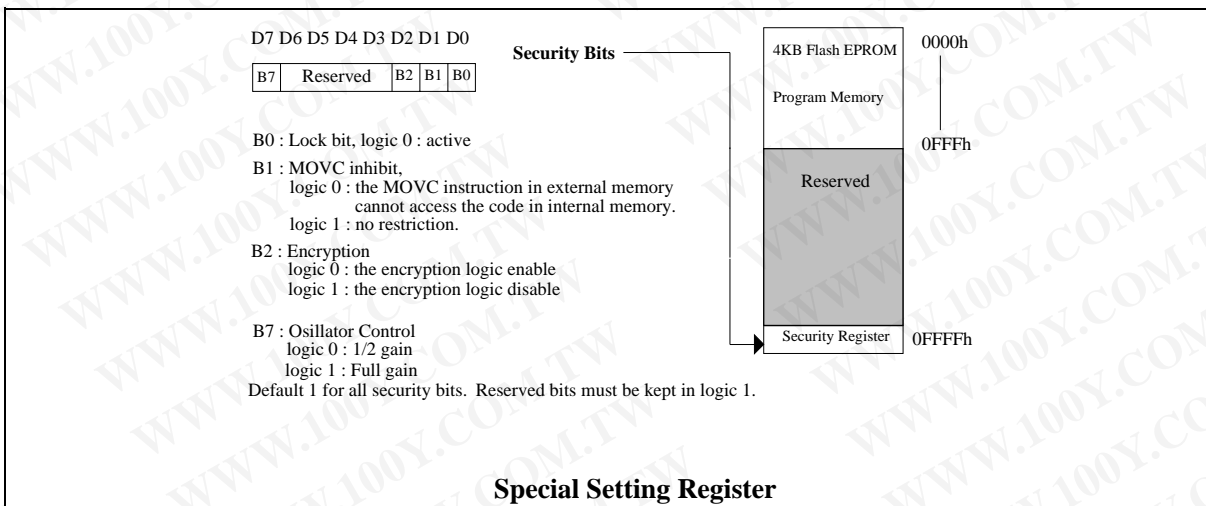 D7 D6 D5 D4 D3 D2 D1 D0
B7 Reserved B2 B1 B0
Security Bits
B0 : Lock bit, logic 0 : active
B1 : MOVC inhibit,
logic 0 : the MOVC instruction in external memory
cannot access the code in internal memory.
logic 1 : no restriction.
B2 : Encryption
logic 0 : the encryption logic enable
logic 1 : the encryption logic disable
B7 : Osillator Control
logic 0 : 1/2 gain
logic 1 : Full gain
Default 1 for all security bits. Reserved bits must be kept in logic 1.
4KB Flash EPROM
0000h
Program Memory
0FFFh
Reserved
Security Register
0FFFFh
Special Setting Register
WWW.100Y.COM.TW